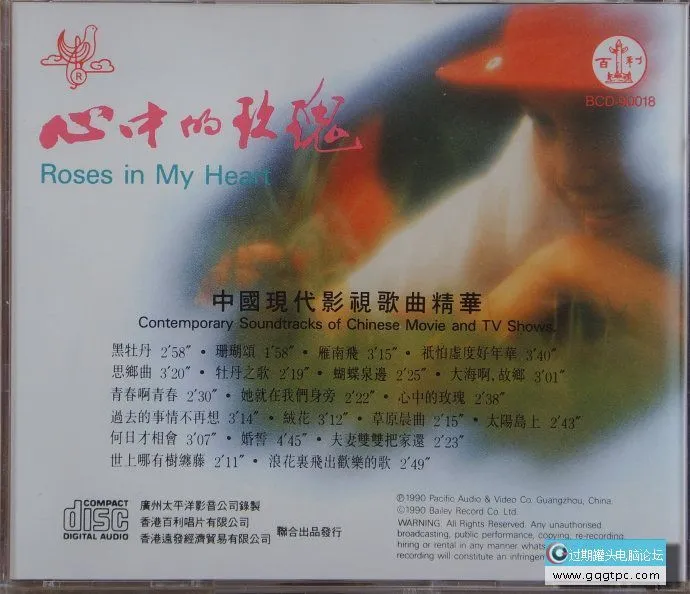 R
百利
BCD-90018
心中的玫瑰
Roses in My Heart
中國現代影視歌曲精華
Contemporary Soundtracks of Chinese Movie and TV Shows.
黑牡丹 2′58″・珊瑚頌 1′58″・雁南飛 3′15″・祇怕虛度好年華 3′40″
思鄉曲 3′20″・牡丹之歌 2′19″・蝴蝶泉邊 2′25″・大海啊,故鄉 3′01″
青春啊青春 2′30″・她就在我們身旁 2′22″・心中的玫瑰 2′38″
過去的事情不再想 3′14″・絨花 3′12″・草原晨曲 2′15″・太陽島上 2′43″
何日才相會 3′07″・婚誓 4′45″・夫妻雙雙把家還 2′23″
世上哪有樹纏藤 2′11″・浪花裏飛出歡樂的歌 2′49″
COMPACT
disc
DIGITAL AUDIO
廣州太平洋影音公司錄製
香港百利唱片有限公司
香港遠發經濟貿易有限公司
聯合出品發行
Ⓟ1990 Pacific Audio & Video Co. Guangzhou, China.
©1990 Bailey Record Co. Ltd.
WARNING. All Rights Reserved. Any unauthorised
broadcasting, public performance, copying, re-recording
hiring or rental in any manner whats
recording will constitute an infringem
过期罐头电脑论坛
www.gqgtpc.com